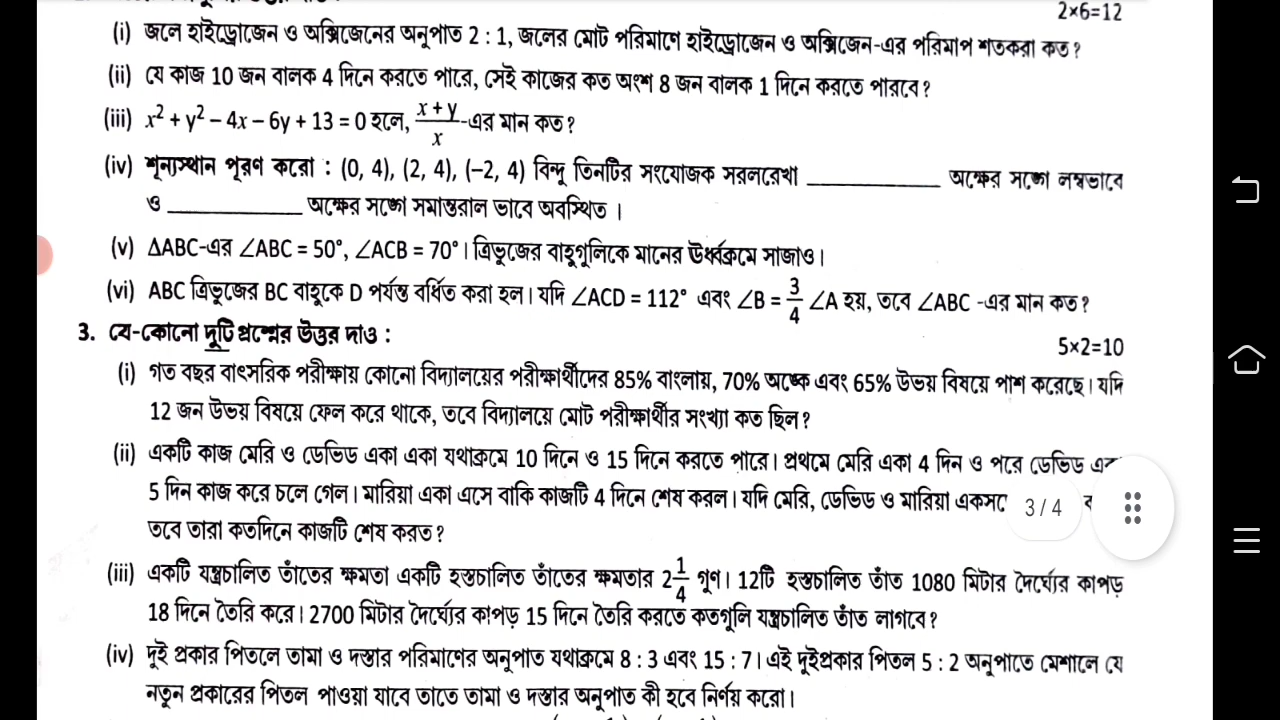 2×6=12
(i) জলে হাইড্রোজেন ও অক্সিজেনের অনুপাত 2 : 1, জলের মোট পরিমাণে হাইড্রোজেন ও অক্সিজেন-এর পরিমাপ শতকরা কত?
(ii) যে কাজ 10 জন বালক 4 দিনে করতে পারে, সেই কাজের কত অংশ 8 জন বালক 1 দিনে করতে পারবে?
(iii) x² + y² – 4x – 6y + 13 = 0 হলে, (x + y)/x -এর মান কত?
(iv) শূন্যস্থান পূরণ করো : (0, 4), (2, 4), (–2, 4) বিন্দু তিনটির সংযোজক সরলরেখা __________ অক্ষের সঙ্গে লম্বভাবে
ও __________ অক্ষের সঙ্গে সমান্তরাল ভাবে অবস্থিত।
(v) ΔABC-এর ∠ABC = 50°, ∠ACB = 70°। ত্রিভুজের বাহুগুলিকে মানের ঊর্ধ্বক্রমে সাজাও।
(vi) ABC ত্রিভুজের BC বাহুকে D পর্যন্ত বর্ধিত করা হল। যদি ∠ACD = 112° এবং ∠B = 3/4 ∠A হয়, তবে ∠ABC -এর মান কত?
3. যে-কোনো দুটি প্রশ্নের উত্তর দাও :
5×2=10
(i) গত বছর বাৎসরিক পরীক্ষায় কোনো বিদ্যালয়ের পরীক্ষার্থীদের 85% বাংলায়, 70% অঙ্কে এবং 65% উভয় বিষয়ে পাশ করেছে। যদি
12 জন উভয় বিষয়ে ফেল করে থাকে, তবে বিদ্যালয়ে মোট পরীক্ষার্থীর সংখ্যা কত ছিল?
(ii) একটি কাজ মেরি ও ডেভিড একা একা যথাক্রমে 10 দিনে ও 15 দিনে করতে পারে। প্রথমে মেরি একা 4 দিন ও পরে ডেভিড
5 দিন কাজ করে চলে গেল। মারিয়া একা এসে বাকি কাজটি 4 দিনে শেষ করল। যদি মেরি, ডেভিড ও মারিয়া
3 / 4
তবে তারা কতদিনে কাজটি শেষ করত?
(iii) একটি যন্ত্রচালিত তাঁতের ক্ষমতা একটি হস্তচালিত তাঁতের ক্ষমতার 2 1/4 গুণ। 12টি হস্তচালিত তাঁত 1080 মিটার দৈর্ঘ্যের কাপড়
18 দিনে তৈরি করে। 2700 মিটার দৈর্ঘ্যের কাপড় 15 দিনে তৈরি করতে কতগুলি যন্ত্রচালিত তাঁত লাগবে?
(iv) দুই প্রকার পিতলে তামা ও দস্তার পরিমাণের অনুপাত যথাক্রমে 8 : 3 এবং 15 : 7। এই দুইপ্রকার পিতল 5 : 2 অনুপাতে মেশালে যে
নতুন প্রকারের পিতল পাওয়া যাবে তাতে তামা ও দস্তার অনুপাত কী হবে নির্ণয় করো।